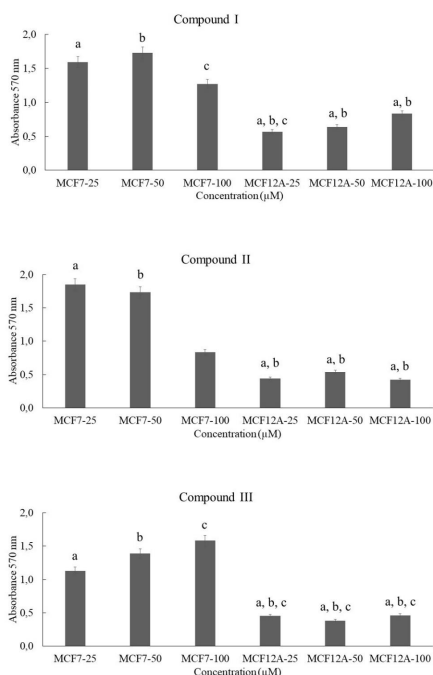 Compound I
Absorbance 570 nm
2,0
1,5
1,0
0,5
0,0
a
b
c
a, b, c
a, b
a, b
MCF7-25 MCF7-50 MCF7-100 MCF12A-25 MCF12A-50 MCF12A-100
Concentration (µM)
Compound II
Absorbance 570 nm
2,0
1,5
1,0
0,5
0,0
a
b
a, b
a, b
a, b
MCF7-25 MCF7-50 MCF7-100 MCF12A-25 MCF12A-50 MCF12A-100
Concentration (µM)
Compound III
Absorbance 570 nm
2,0
1,5
1,0
0,5
0,0
a
b
c
a, b, c
a, b, c
a, b, c
MCF7-25 MCF7-50 MCF7-100 MCF12A-25 MCF12A-50 MCF12A-100
Concentration (µM)